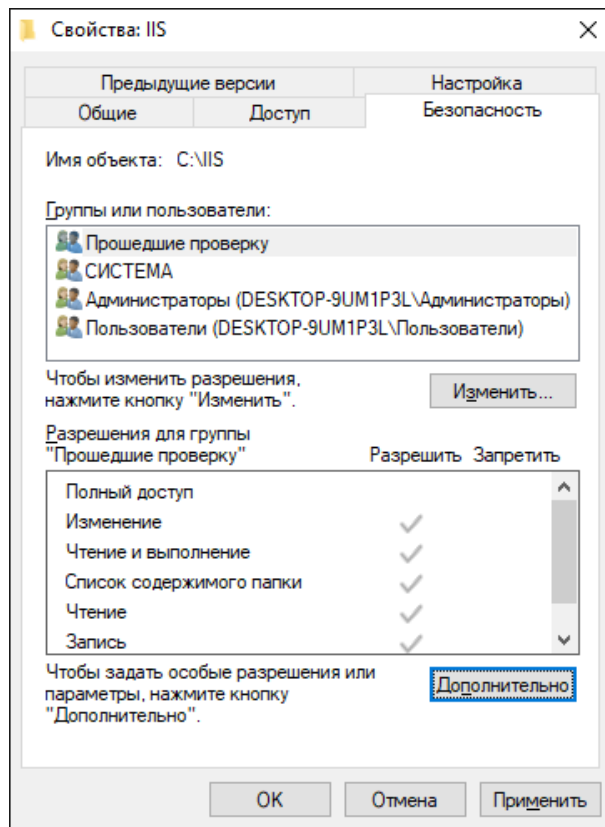 Свойства: IIS
Предыдущие версии Настройка
Общие Доступ Безопасность
Имя объекта: C:\IIS
Группы или пользователи:
Прошедшие проверку
СИСТЕМА
Администраторы (DESKTOP-9UM1P3L\Администраторы)
Пользователи (DESKTOP-9UM1P3L\Пользователи)
Чтобы изменить разрешения,
нажмите кнопку "Изменить".
Изменить...
Разрешения для группы
"Прошедшие проверку" Разрешить Запретить
Полный доступ
Изменение
Чтение и выполнение
Список содержимого папки
Чтение
Запись
Чтобы задать особые разрешения или
параметры, нажмите кнопку
"Дополнительно".
Дополнительно
ОК Отмена Применить